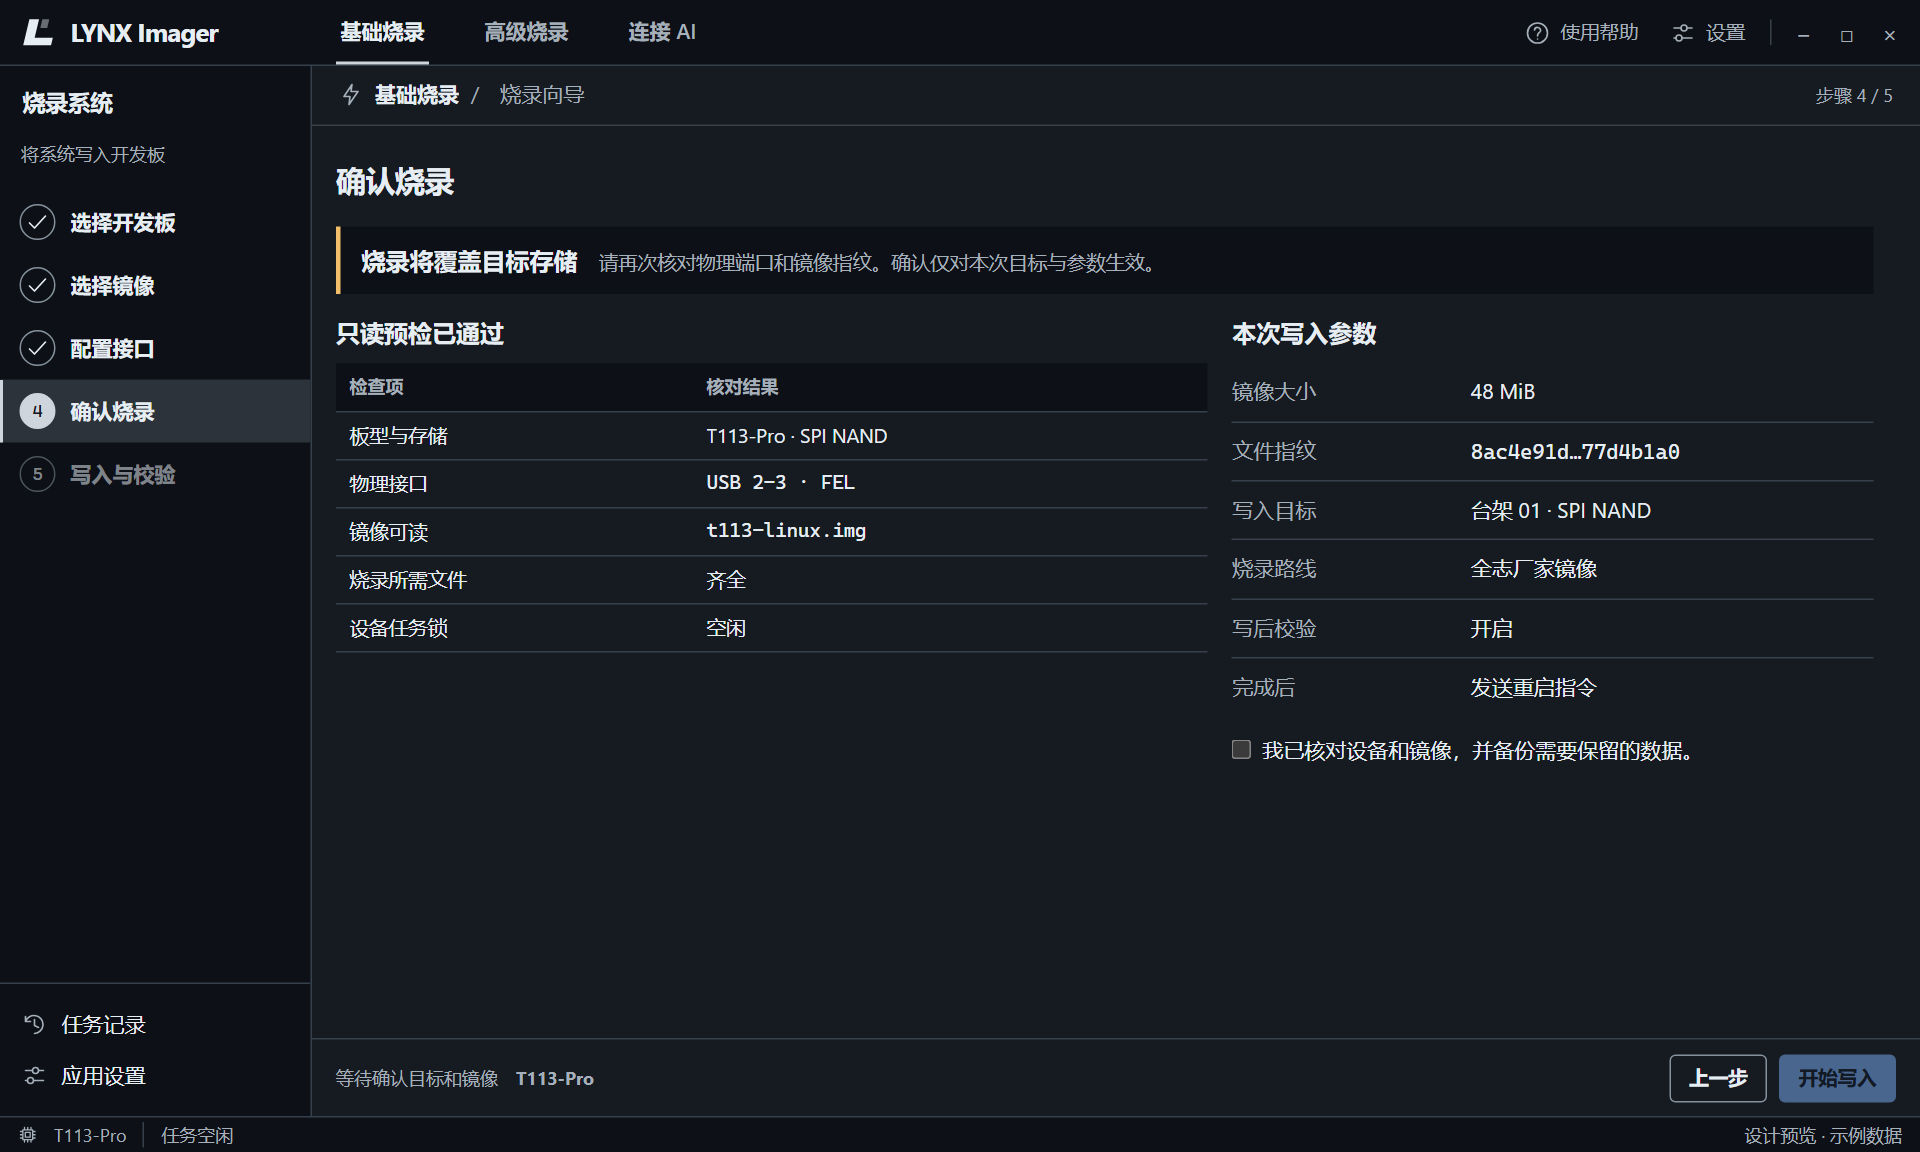 LYNX Imager
基础烧录
高级烧录
连接 AI
使用帮助
设置
烧录系统
将系统写入开发板
选择开发板
选择镜像
配置接口
4 确认烧录
5 写入与校验
任务记录
应用设置
基础烧录 / 烧录向导
步骤 4 / 5
确认烧录
烧录将覆盖目标存储 请再次核对物理端口和镜像指纹。确认仅对本次目标与参数生效。
只读预检已通过
检查项 核对结果
板型与存储 T113-Pro · SPI NAND
物理接口 USB 2-3 · FEL
镜像可读 t113-linux.img
烧录所需文件 齐全
设备任务锁 空闲
本次写入参数
镜像大小 48 MiB
文件指纹 8ac4e91d…77d4b1a0
写入目标 台架 01 · SPI NAND
烧录路线 全志厂家镜像
写后校验 开启
完成后 发送重启指令
我已核对设备和镜像，并备份需要保留的数据。
等待确认目标和镜像 T113-Pro
上一步
开始写入
T113-Pro
任务空闲
设计预览 · 示例数据